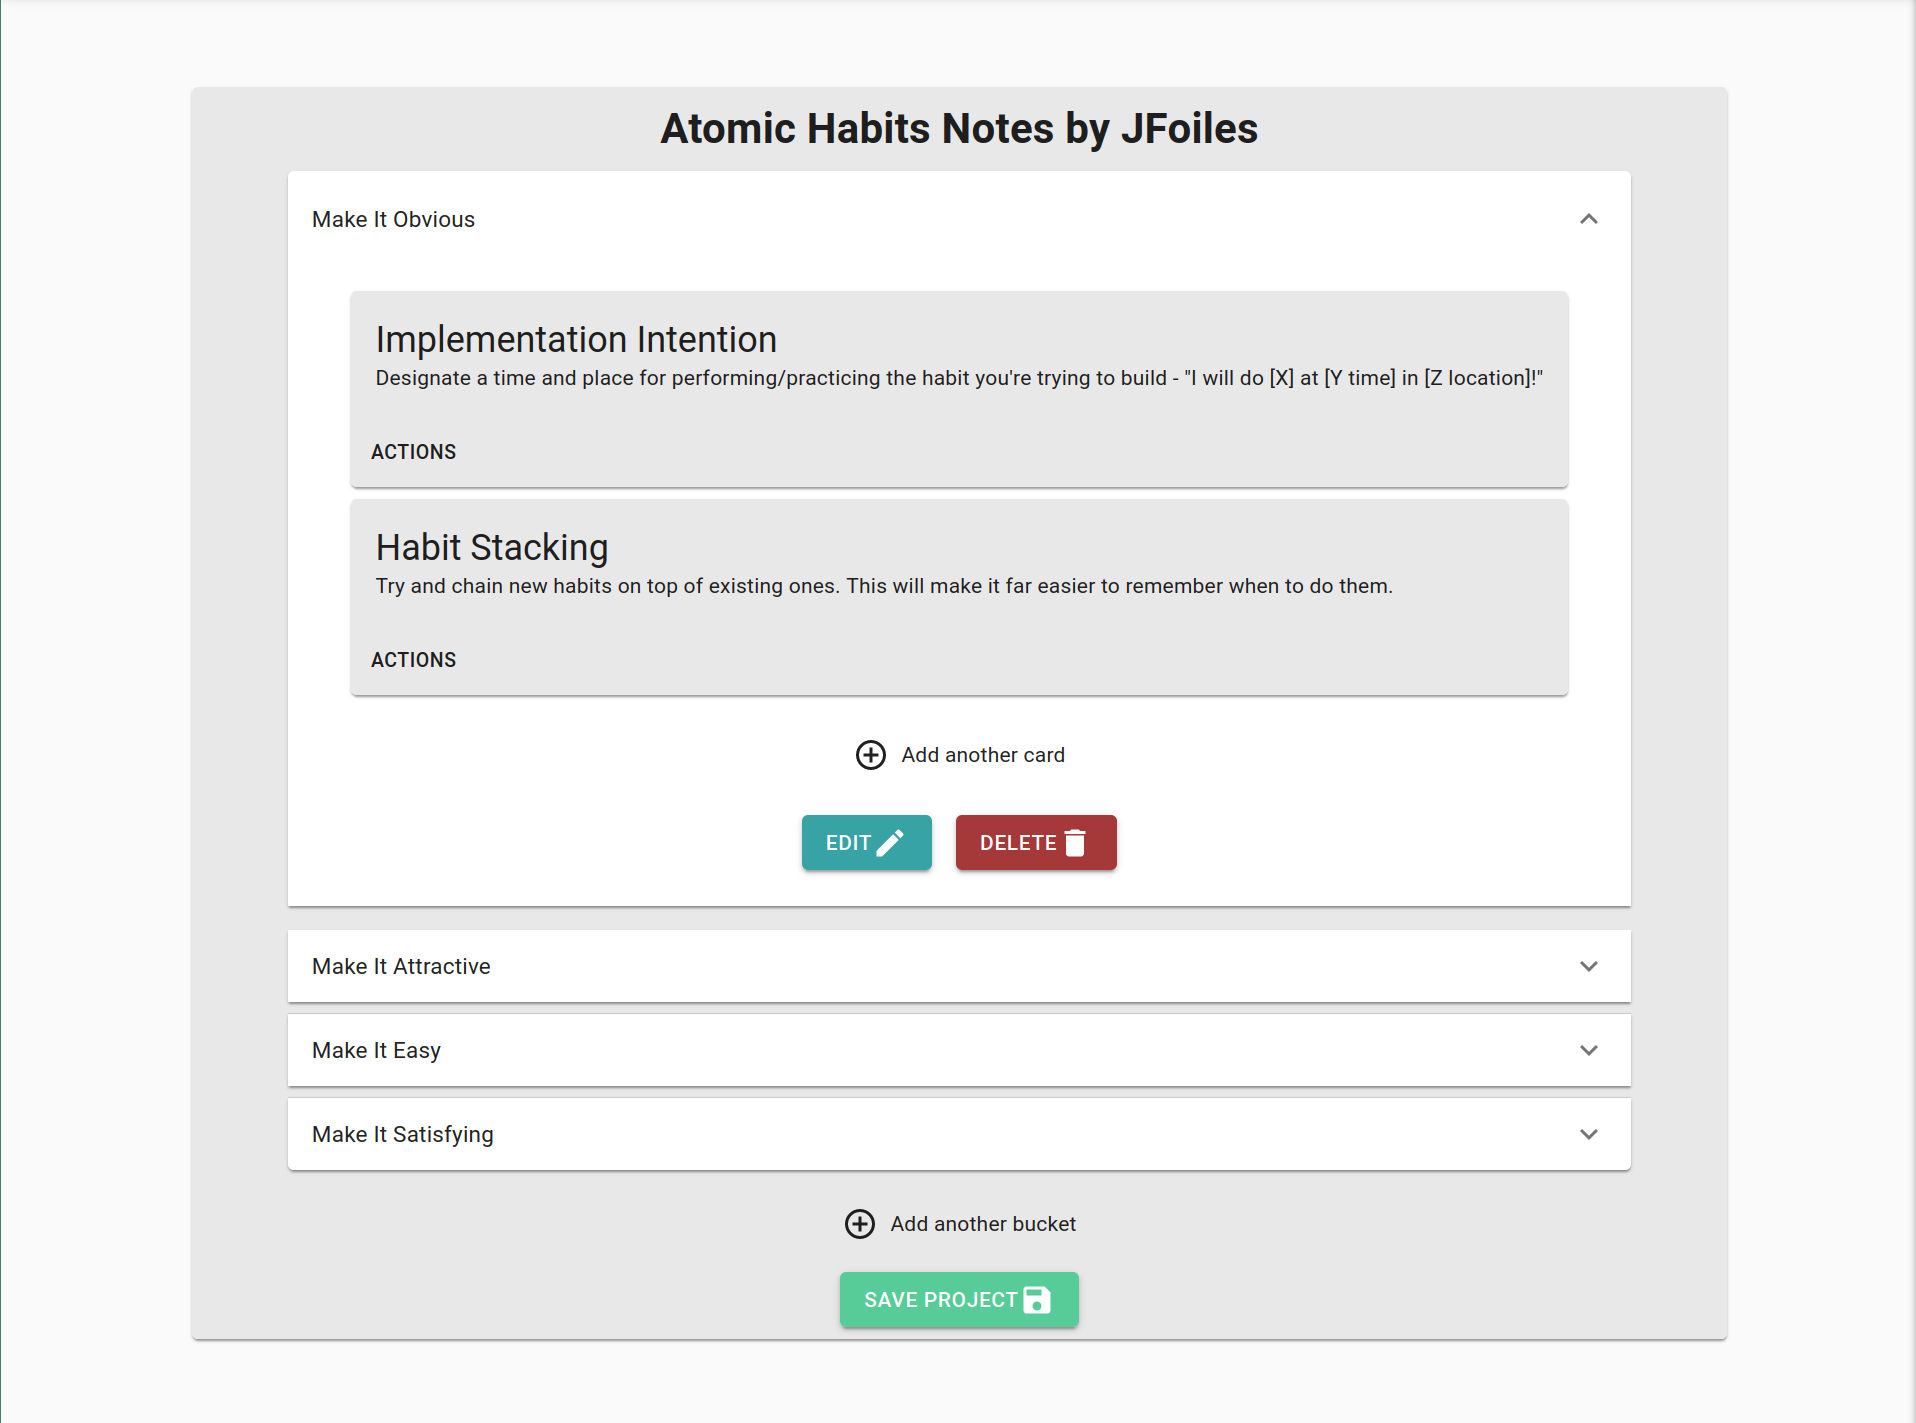 Atomic Habits Notes by JFoiles
Make It Obvious
Implementation Intention
Designate a time and place for performing/practicing the habit you're trying to build - "I will do [X] at [Y time] in [Z location]!"
ACTIONS
Habit Stacking
Try and chain new habits on top of existing ones. This will make it far easier to remember when to do them.
ACTIONS
Add another card
EDIT DELETE
Make It Attractive
Make It Easy
Make It Satisfying
Add another bucket
SAVE PROJECT